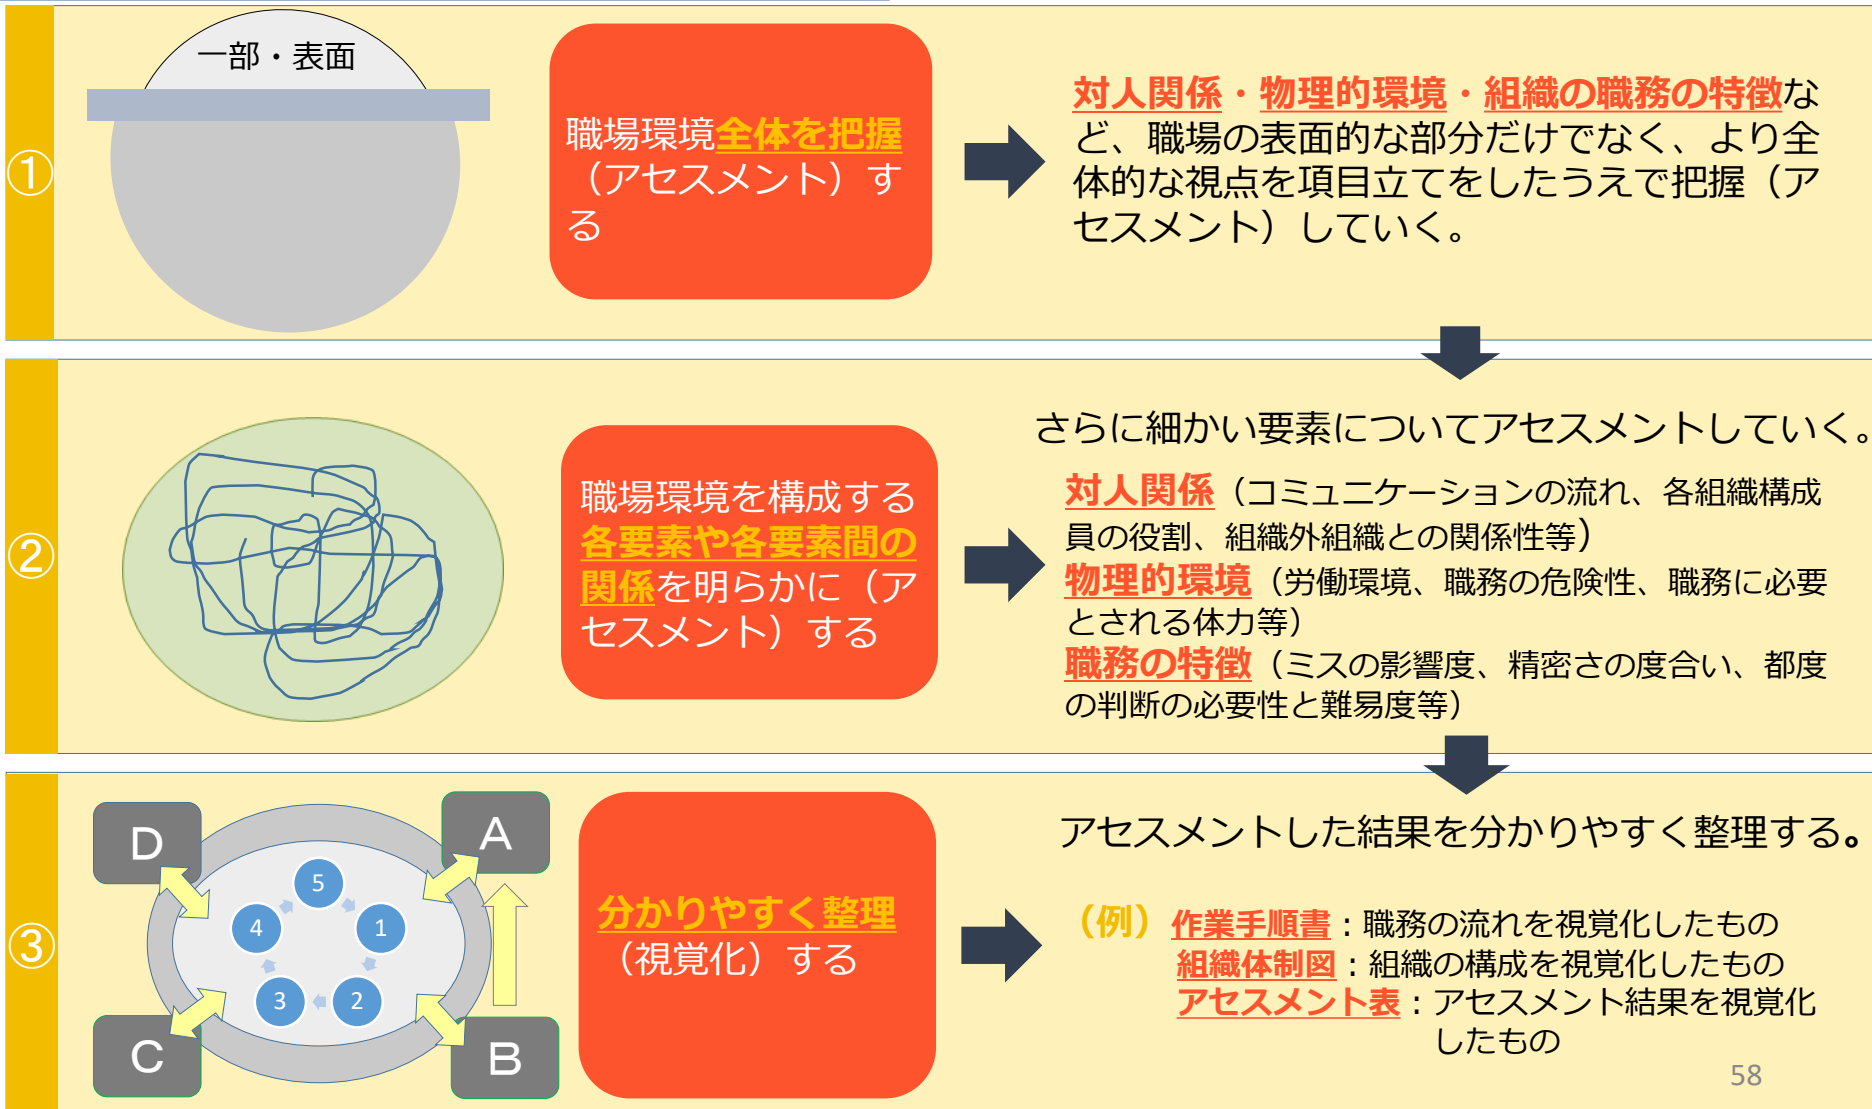 ①
一部・表面
職場環境全体を把握
（アセスメント）す
る
対人関係・物理的環境・組織の職務の特徴な
ど、職場の表面的な部分だけでなく、より全
体的な視点を項目立てをしたうえで把握（ア
セスメント）していく。
②
職場環境を構成する
各要素や各要素間の
関係を明らかに（ア
セスメント）する
さらに細かい要素についてアセスメントしていく。
対人関係（コミュニケーションの流れ、各組織構成
員の役割、組織外組織との関係性等）
物理的環境（労働環境、職務の危険性、職務に必要
とされる体力等）
職務の特徴（ミスの影響度、精密さの度合い、都度
の判断の必要性と難易度等）
③
D
A
5
4
1
3
2
C
B
分かりやすく整理
（視覚化）する
アセスメントした結果を分かりやすく整理する。
（例）作業手順書：職務の流れを視覚化したもの
組織体制図：組織の構成を視覚化したもの
アセスメント表：アセスメント結果を視覚化
したもの
58